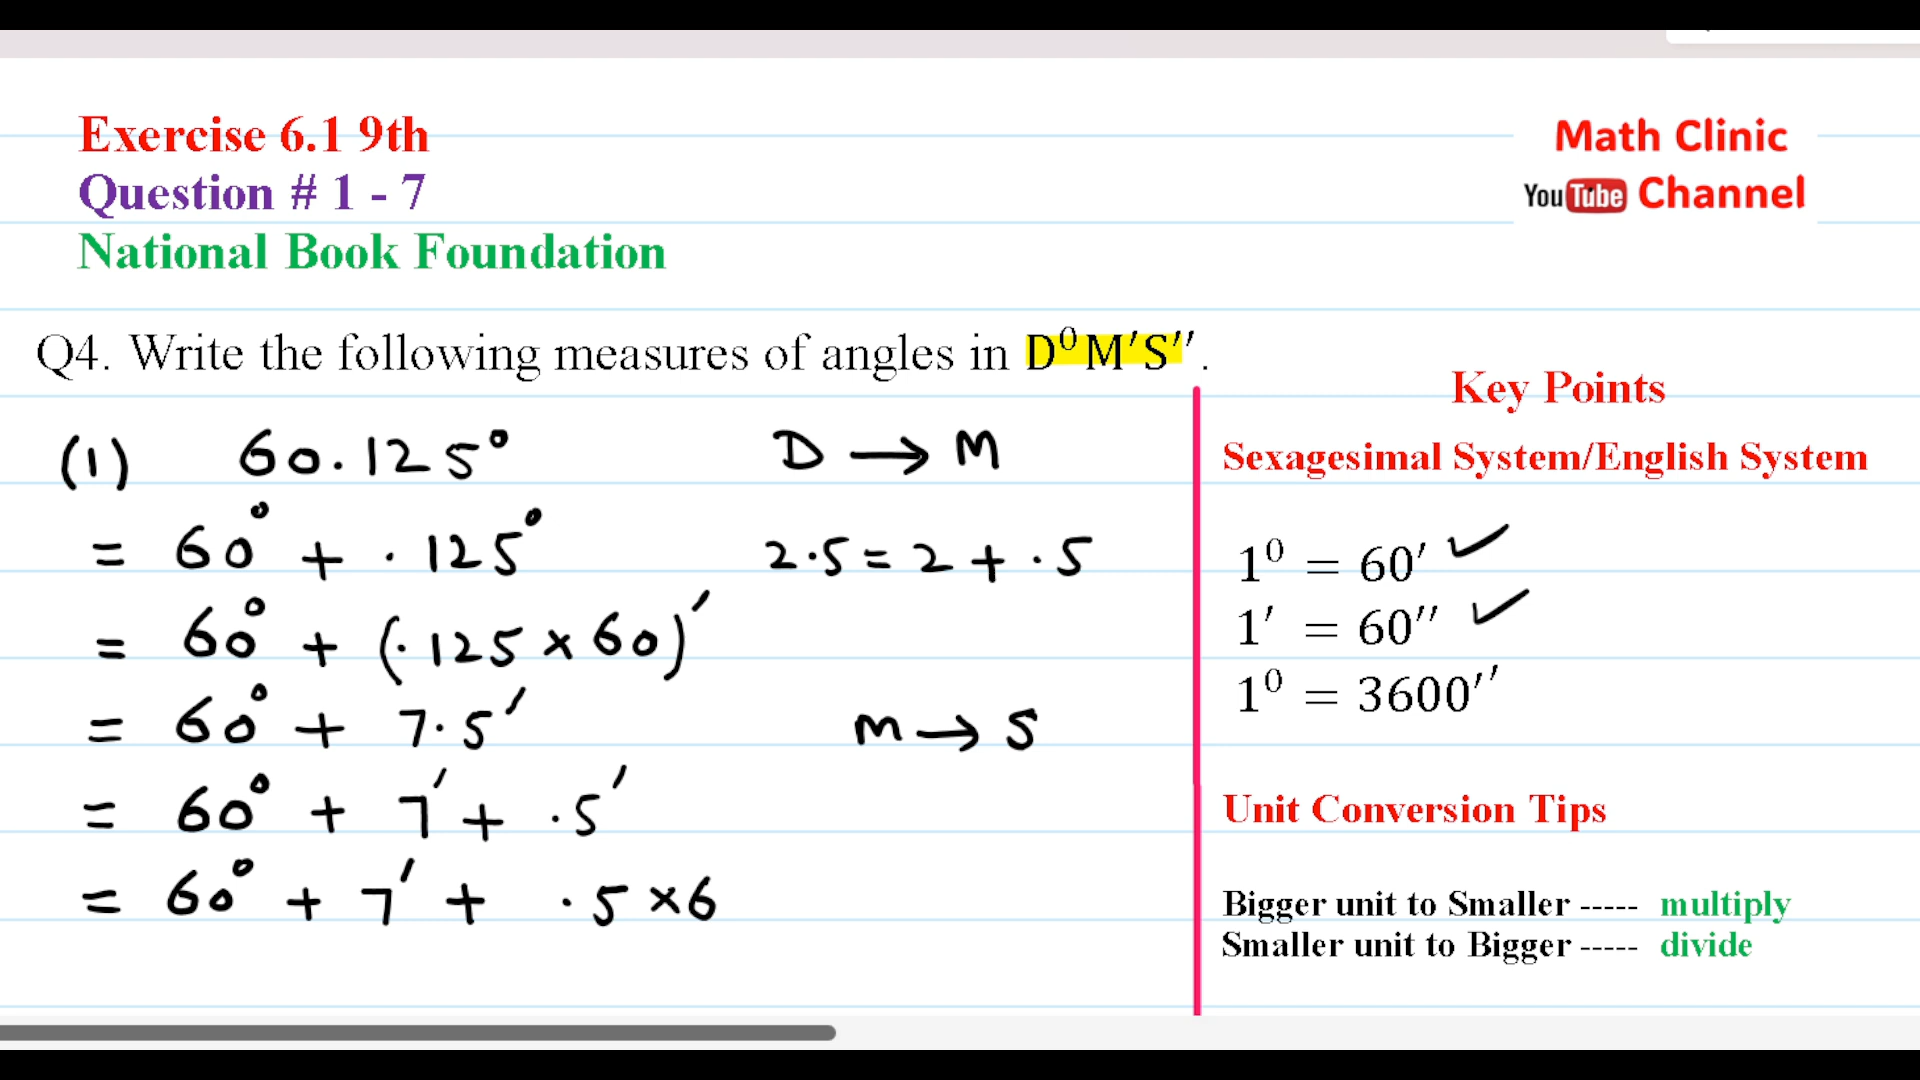 Exercise 6.1 9th
Question # 1 - 7
National Book Foundation
Math Clinic
YouTube Channel
Q4. Write the following measures of angles in D⁰M′S′′.
(1) 60.125°
D → M
= 60° + .125°
2.5 = 2 + .5
= 60° + (.125 × 60)′
= 60° + 7.5′
M → S
= 60° + 7′ + .5′
= 60° + 7′ + .5 × 6
Key Points
Sexagesimal System/English System
1⁰ = 60′ ✓
1′ = 60′′ ✓
1⁰ = 3600′′
Unit Conversion Tips
Bigger unit to Smaller ----- multiply
Smaller unit to Bigger ----- divide